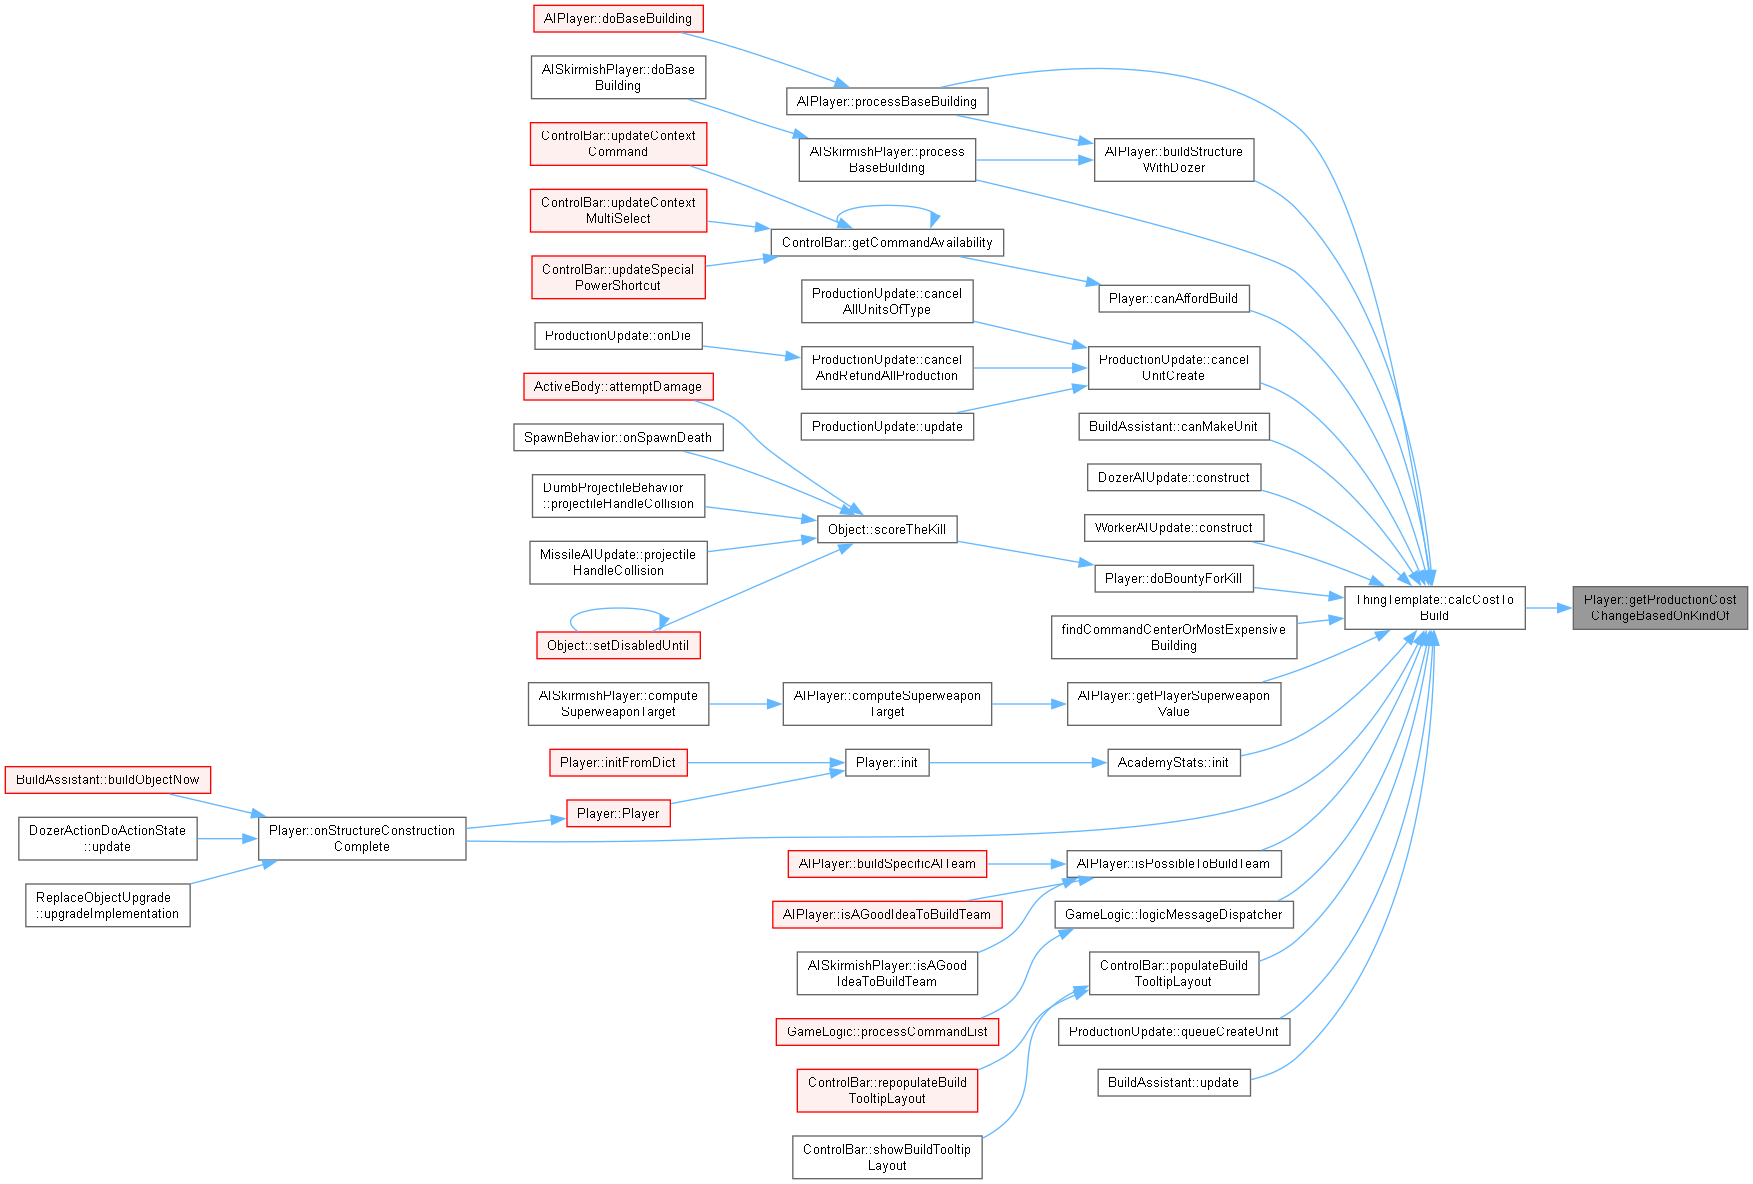 AIPlayer::doBaseBuilding
AISkirmishPlayer::doBase
Building
AIPlayer::processBaseBuilding
ControlBar::updateContext
Command
AISkirmishPlayer::process
BaseBuilding
AIPlayer::buildStructure
WithDozer
ControlBar::updateContext
MultiSelect
ControlBar::getCommandAvailability
ControlBar::updateSpecial
PowerShortcut
ProductionUpdate::cancel
AllUnitsOfType
Player::canAffordBuild
ProductionUpdate::onDie
ProductionUpdate::cancel
AndRefundAllProduction
ProductionUpdate::cancel
UnitCreate
ActiveBody::attemptDamage
ProductionUpdate::update
BuildAssistant::canMakeUnit
SpawnBehavior::onSpawnDeath
DozerAIUpdate::construct
DumbProjectileBehavior
::projectileHandleCollision
Object::scoreTheKill
WorkerAIUpdate::construct
MissileAIUpdate::projectile
HandleCollision
Player::doBountyForKill
ThingTemplate::calcCostTo
Build
Player::getProductionCost
ChangeBasedOnKindOf
Object::setDisabledUntil
findCommandCenterOrMostExpensive
Building
AISkirmishPlayer::compute
SuperweaponTarget
AIPlayer::computeSuperweapon
Target
AIPlayer::getPlayerSuperweapon
Value
Player::initFromDict
Player::init
AcademyStats::init
BuildAssistant::buildObjectNow
Player::Player
DozerActionDoActionState
::update
Player::onStructureConstruction
Complete
ReplaceObjectUpgrade
::upgradeImplementation
AIPlayer::buildSpecificAITeam
AIPlayer::isPossibleToBuildTeam
AIPlayer::isAGoodIdeaToBuildTeam
GameLogic::logicMessageDispatcher
AISkirmishPlayer::isAGood
IdeaToBuildTeam
ControlBar::populateBuild
TooltipLayout
GameLogic::processCommandList
ProductionUpdate::queueCreateUnit
ControlBar::repopulateBuild
TooltipLayout
BuildAssistant::update
ControlBar::showBuildTooltip
Layout